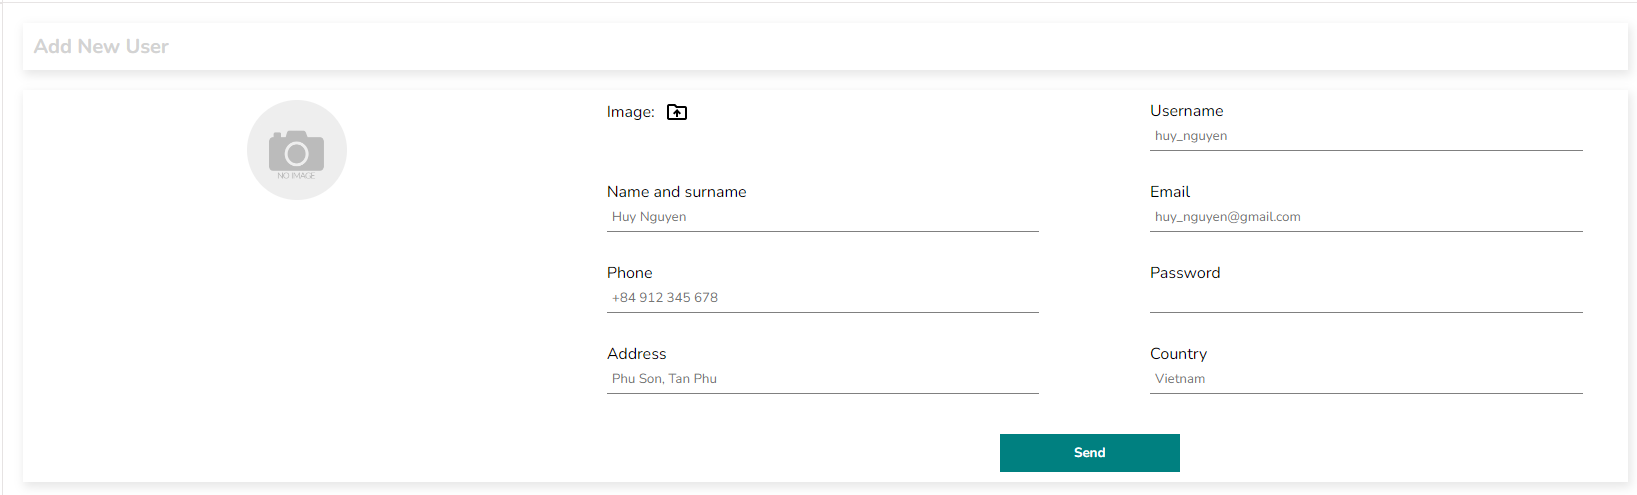 Add New User
NO IMAGE
Image:
Username
huy_nguyen
Name and surname
Huy Nguyen
Email
huy_nguyen@gmail.com
Phone
+84 912 345 678
Password
Address
Phu Son, Tan Phu
Country
Vietnam
Send